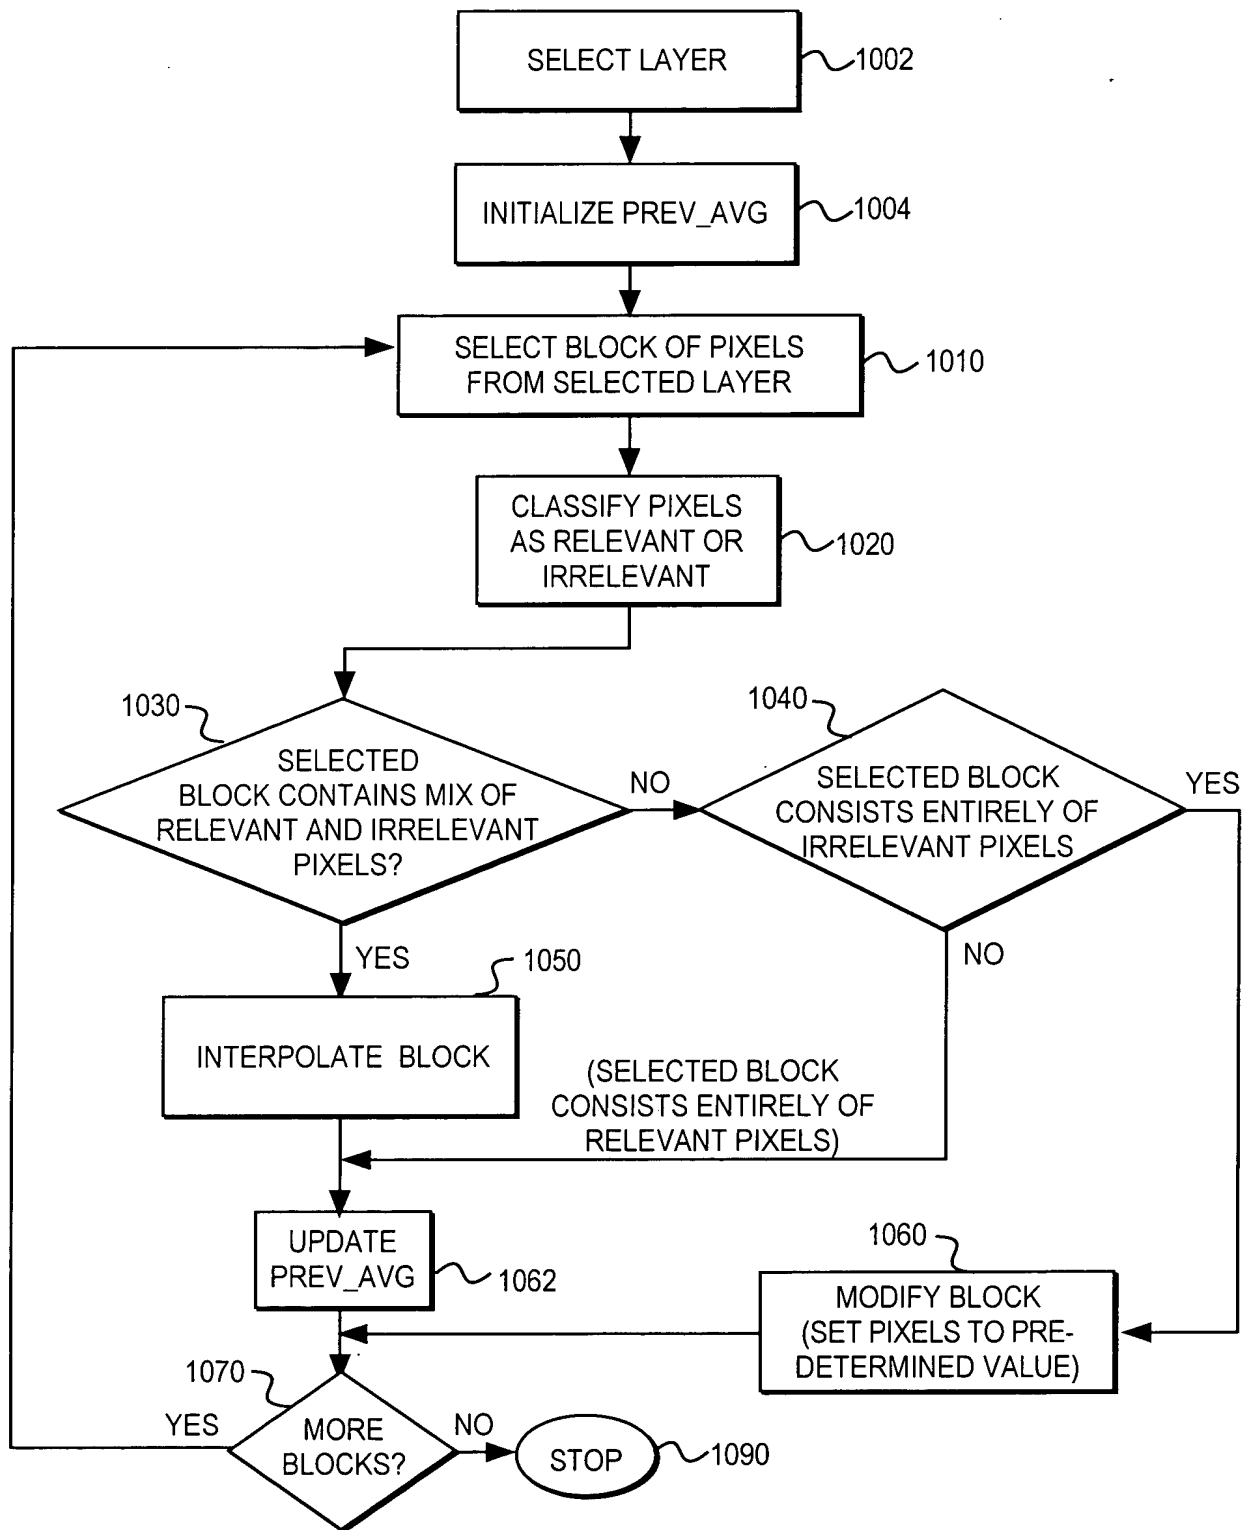 SELECT LAYER
1002
INITIALIZE PREV_AVG
1004
SELECT BLOCK OF PIXELS
FROM SELECTED LAYER
1010
CLASSIFY PIXELS
AS RELEVANT OR
IRRELEVANT
1020
1030
SELECTED
BLOCK CONTAINS MIX OF
RELEVANT AND IRRELEVANT
PIXELS?
NO
1040
SELECTED BLOCK
CONSISTS ENTIRELY OF
IRRELEVANT PIXELS
YES
YES
NO
1050
INTERPOLATE BLOCK
(SELECTED BLOCK
CONSISTS ENTIRELY OF
RELEVANT PIXELS)
UPDATE
PREV_AVG
1062
1060
MODIFY BLOCK
(SET PIXELS TO PRE-
DETERMINED VALUE)
1070
YES
MORE
BLOCKS?
NO
STOP
1090